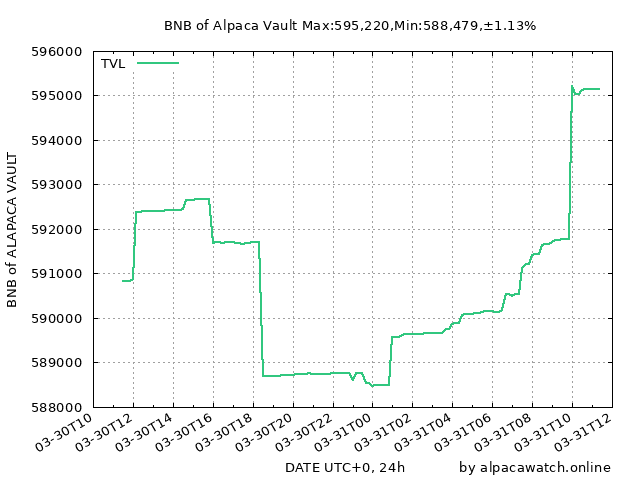 BNB of Alpaca Vault Max:595,220,Min:588,479,±1.13%
TVL
BNB of ALAPACA VAULT
596000
595000
594000
593000
592000
591000
590000
589000
588000
03-30T10
03-30T12
03-30T14
03-30T16
03-30T18
03-30T20
03-30T22
03-31T00
03-31T02
03-31T04
03-31T06
03-31T08
03-31T10
03-31T12
DATE UTC+0, 24h
by alpacawatch.online